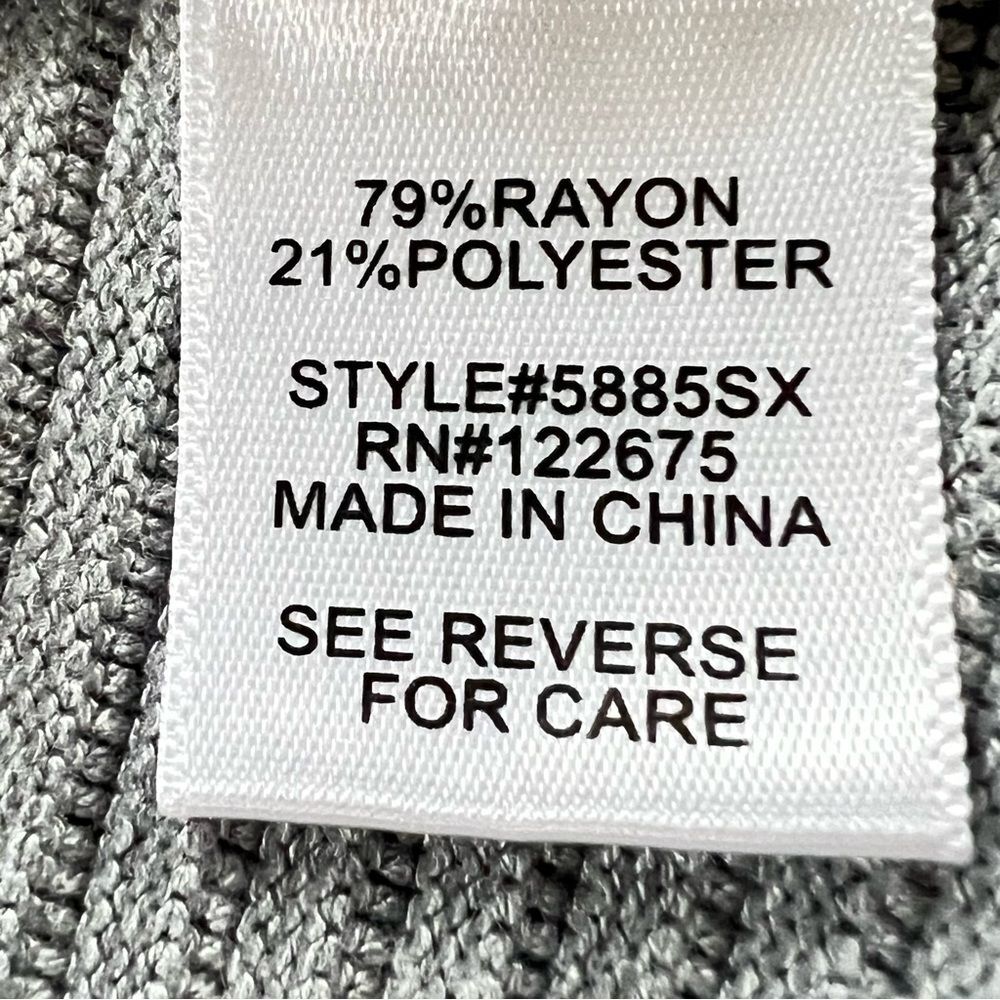 79%RAYON
21%POLYESTER
STYLE#5885SX
RN#122675
MADE IN CHINA
SEE REVERSE
FOR CARE